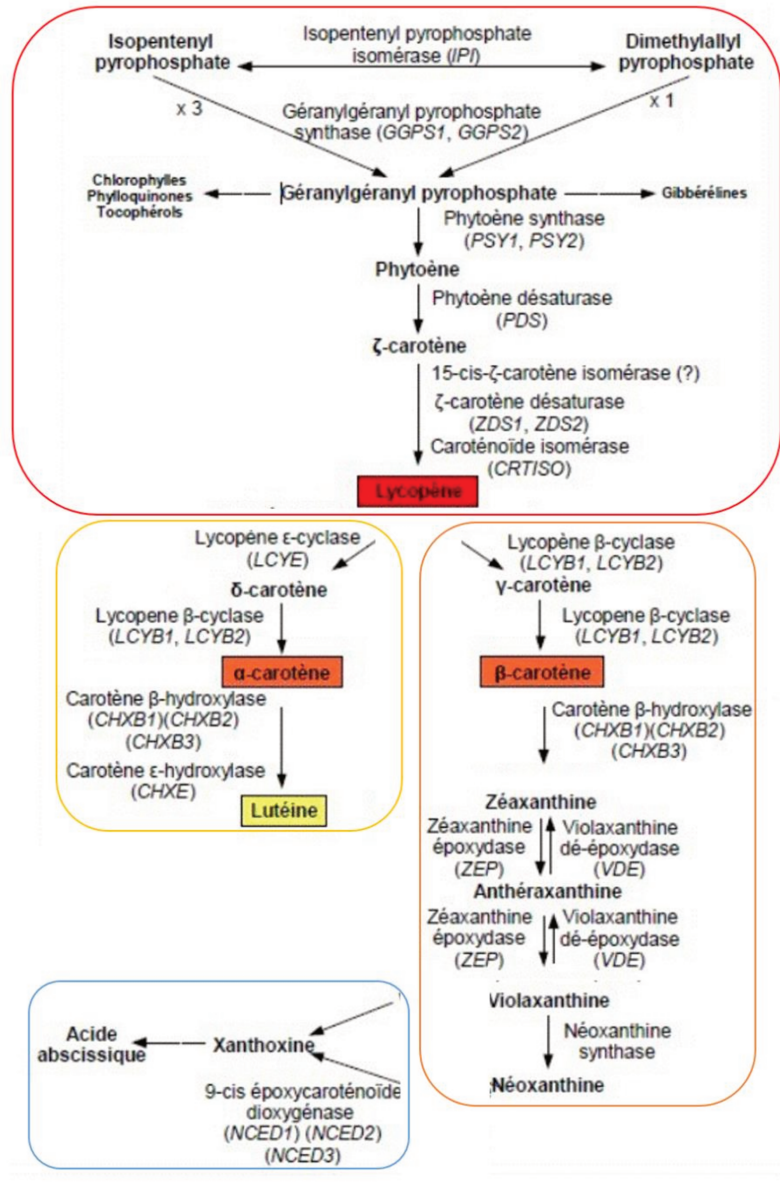 Isopentenyl
pyrophosphate
Isopentenyl pyrophosphate
isomérase (IPI)
Dimethylallyl
pyrophosphate
x 3
x 1
Géranylgéranyl pyrophosphate
synthase (GGPS1, GGPS2)
Chlorophylles
Phylloquinones
Tocophérols
Géranylgéranyl pyrophosphate
Gibbérélines
Phytoène synthase
(PSY1, PSY2)
Phytoène
Phytoène désaturase
(PDS)
ζ-carotène
15-cis-ζ-carotène isomérase (?)
ζ-carotène désaturase
(ZDS1, ZDS2)
Caroténoïde isomérase
(CRTISO)
Lycopène
Lycopéne ε-cyclase
(LCYE)
δ-carotène
Lycopene β-cyclase
(LCYB1, LCYB2)
α-carotène
Carotène β-hydroxylase
(CHXB1)(CHXB2)
(CHXB3)
Carotène ε-hydroxylase
(CHXE)
Lutéine
Lycopène β-cyclase
(LCYB1, LCYB2)
γ-carotène
Lycopene β-cyclase
(LCYB1, LCYB2)
β-carotène
Carotène β-hydroxylase
(CHXB1)(CHXB2)
(CHXB3)
Zéaxanthine
Zéaxanthine
époxydase
(ZEP)
Violaxanthine
dé-époxydase
(VDE)
Anthéraxanthine
Zéaxanthine
époxydase
(ZEP)
Violaxanthine
dé-époxydase
(VDE)
Violaxanthine
Néoxanthine
synthase
Néoxanthine
Acide
abscissique
Xanthoxine
9-cis époxycaroténoïde
dioxygénase
(NCED1) (NCED2)
(NCED3)